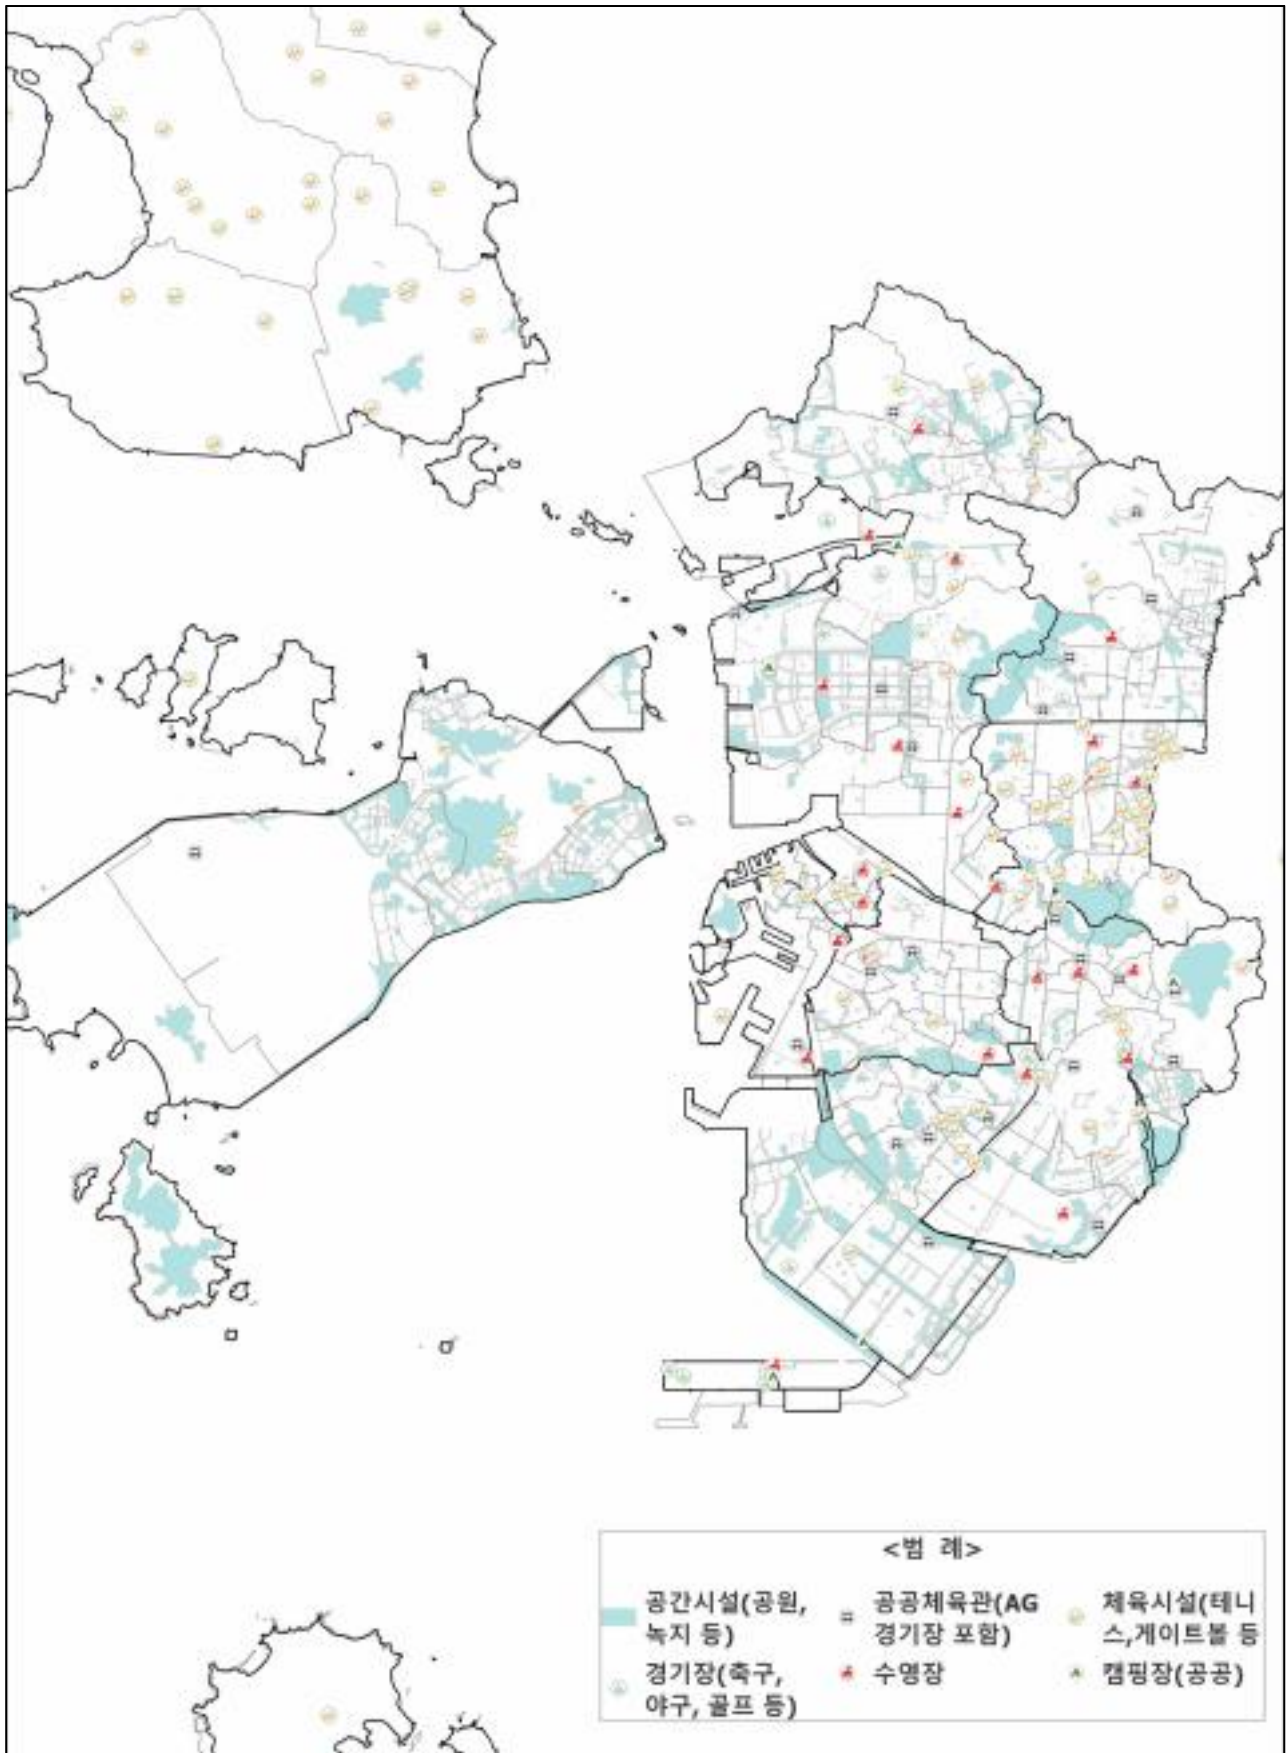 <범 례>
공간시설(공원,
녹지 등)
공공체육관(AG
경기장 포함)
체육시설(테니
스,게이트볼 등
경기장(축구,
야구, 골프 등)
수영장
캠핑장(공공)